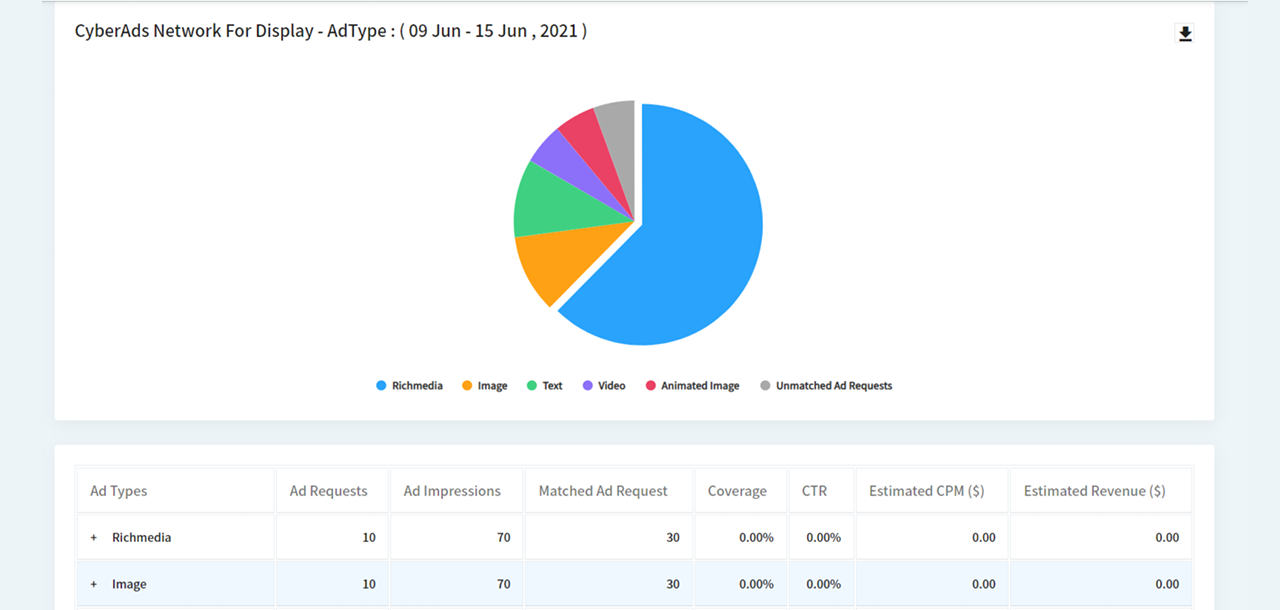 CyberAds Network For Display - AdType : ( 09 Jun - 15 Jun , 2021 )
Richmedia Image Text Video Animated Image Unmatched Ad Requests
Ad Types Ad Requests Ad Impressions Matched Ad Request Coverage CTR Estimated CPM ($) Estimated Revenue ($)
+ Richmedia 10 70 30 0.00% 0.00% 0.00 0.00
+ Image 10 70 30 0.00% 0.00% 0.00 0.00